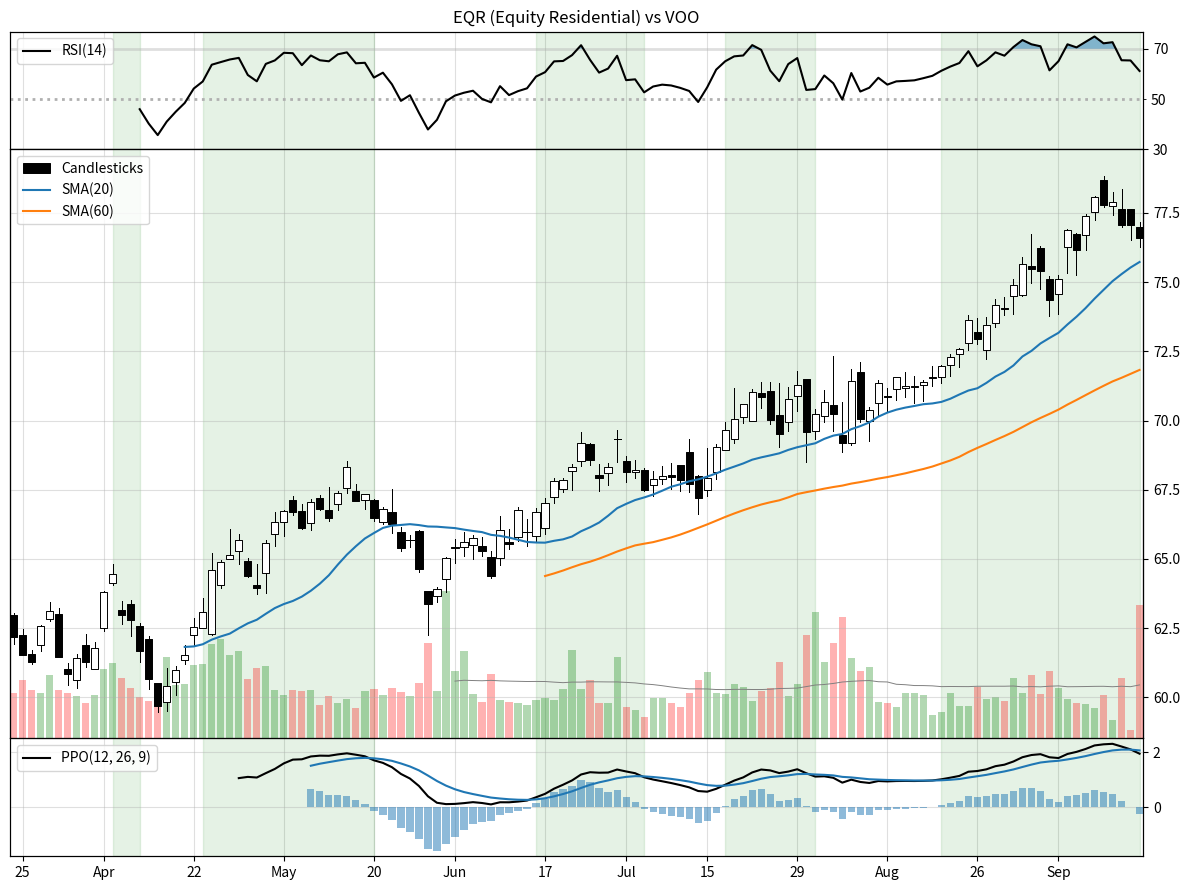 EQR (Equity Residential) vs VOO
RSI(14)
70
50
30
Candlesticks
SMA(20)
SMA(60)
77.5
75.0
72.5
70.0
67.5
65.0
62.5
60.0
PPO(12, 26, 9)
2
0
25 Apr 22 May 20 Jun 17 Jul 15 29 Aug 26 Sep